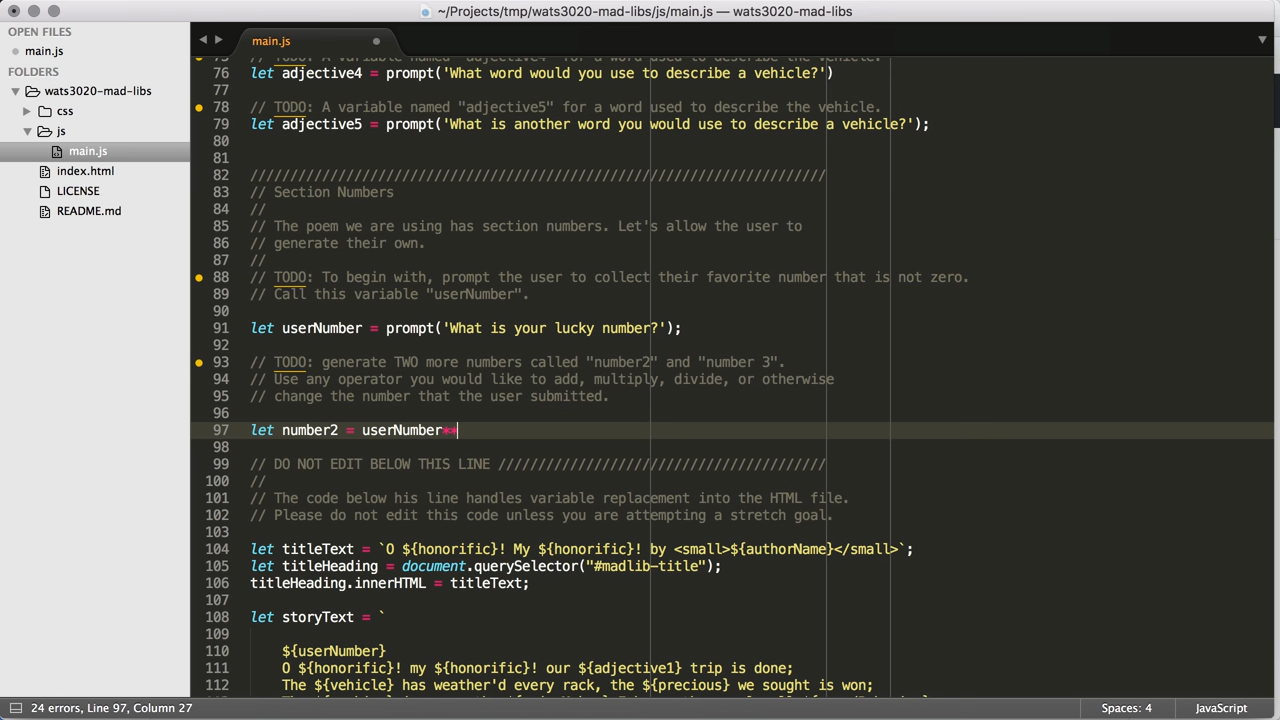 ~/Projects/tmp/wats3020-mad-libs/js/main.js — wats3020-mad-libs
OPEN FILES
main.js
FOLDERS
wats3020-mad-libs
css
js
main.js
index.html
LICENSE
README.md
main.js
75 // TODO: A variable named "adjective4" for a word used to describe the vehicle.
76 let adjective4 = prompt('What word would you use to describe a vehicle?')
77
78 // TODO: A variable named "adjective5" for a word used to describe the vehicle.
79 let adjective5 = prompt('What is another word you would use to describe a vehicle?');
80
81
82 ////////////////////////////////////////////////////////////////////////
83 // Section Numbers
84 //
85 // The poem we are using has section numbers. Let's allow the user to
86 // generate their own.
87 //
88 // TODO: To begin with, prompt the user to collect their favorite number that is not zero.
89 // Call this variable "userNumber".
90
91 let userNumber = prompt('What is your lucky number?');
92
93 // TODO: generate TWO more numbers called "number2" and "number 3".
94 // Use any operator you would like to add, multiply, divide, or otherwise
95 // change the number that the user submitted.
96
97 let number2 = userNumber**
98
99 // DO NOT EDIT BELOW THIS LINE /////////////////////////////////////////
100 //
101 // The code below his line handles variable replacement into the HTML file.
102 // Please do not edit this code unless you are attempting a stretch goal.
103
104 let titleText = `O ${honorific}! My ${honorific}! by <small>${authorName}</small>`;
105 let titleHeading = document.querySelector("#madlib-title");
106 titleHeading.innerHTML = titleText;
107
108 let storyText = `
109
110 ${userNumber}
111 O ${honorific}! my ${honorific}! our ${adjective1} trip is done;
112 The ${vehicle} has weather'd every rack, the ${precious} we sought is won;
24 errors, Line 97, Column 27
Spaces: 4
JavaScript